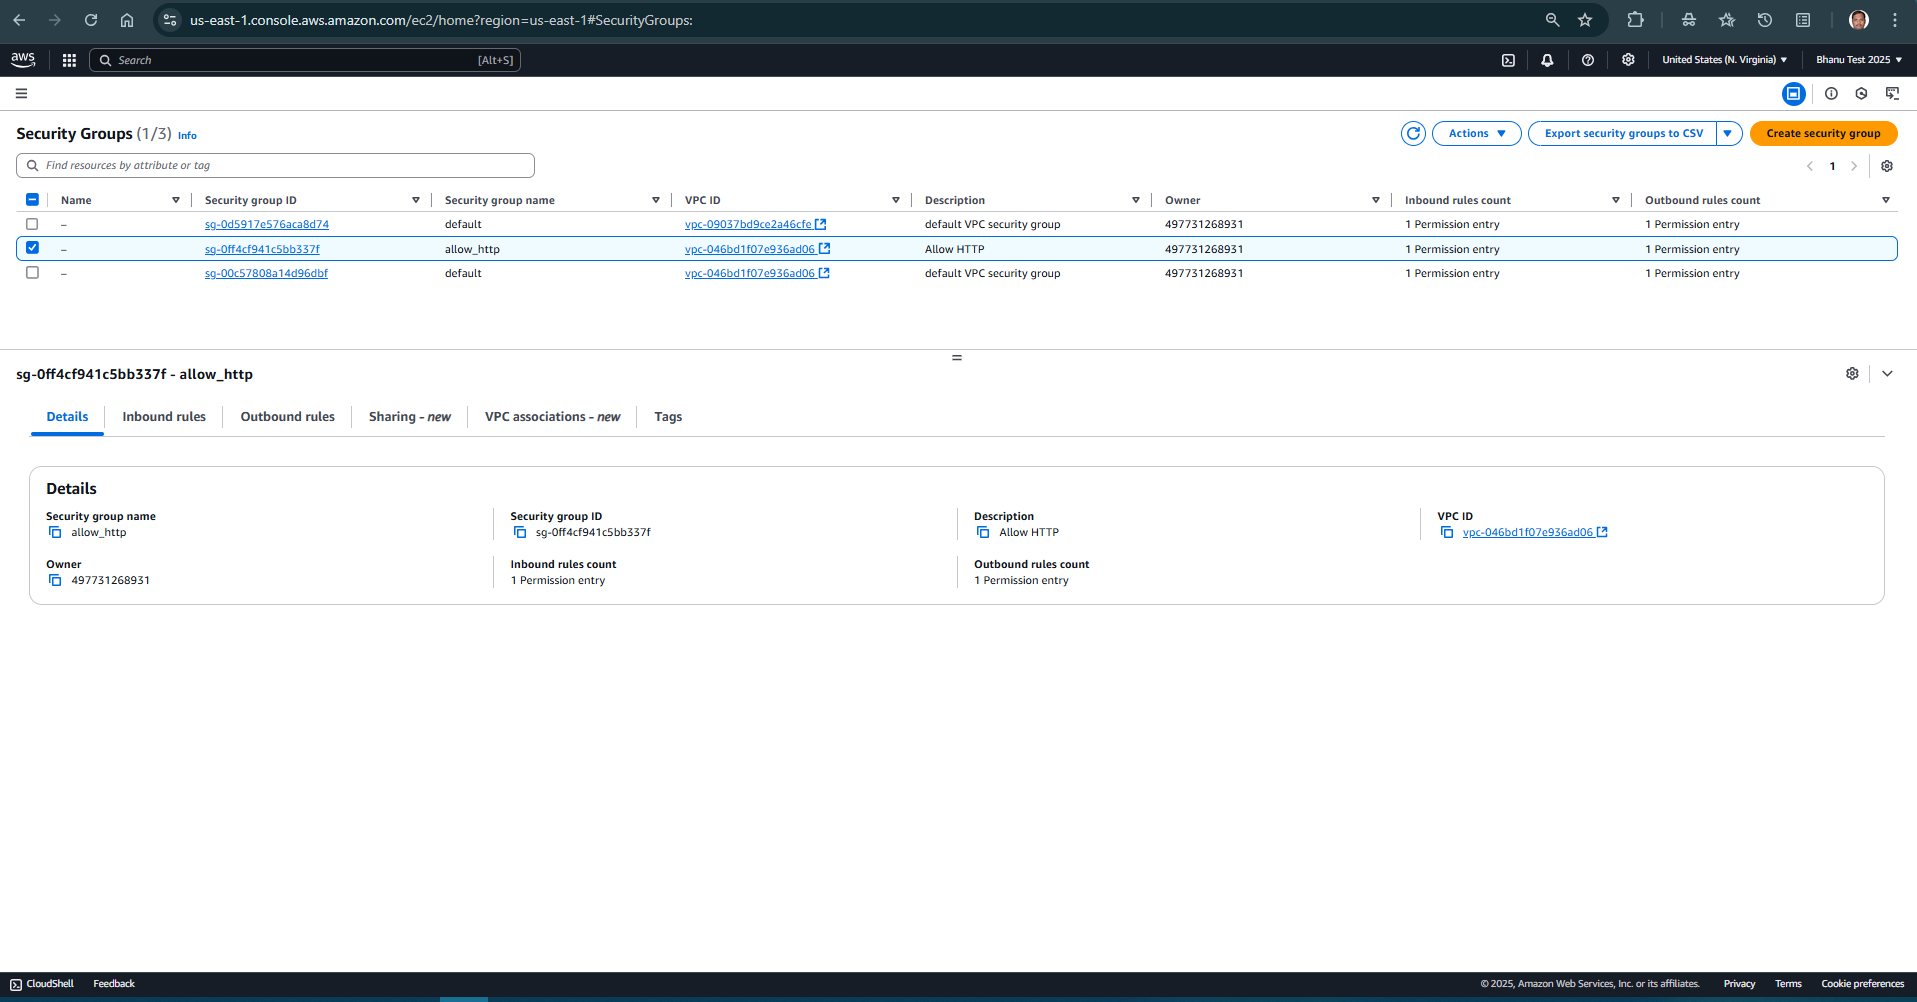 us-east-1.console.aws.amazon.com/ec2/home?region=us-east-1#SecurityGroups:
aws Search [Alt+S] United States (N. Virginia) Bhanu Test 2025
Security Groups (1/3) Info Actions Export security groups to CSV Create security group
Find resources by attribute or tag 1
Name Security group ID Security group name VPC ID Description Owner Inbound rules count Outbound rules count
– sg-0d5917e576aca8d74 default vpc-09037bd9ce2a46cfe default VPC security group 497731268931 1 Permission entry 1 Permission entry
– sg-0ff4cf941c5bb337f allow_http vpc-046bd1f07e936ad06 Allow HTTP 497731268931 1 Permission entry 1 Permission entry
– sg-00c57808a14d96dbf default vpc-046bd1f07e936ad06 default VPC security group 497731268931 1 Permission entry 1 Permission entry
sg-0ff4cf941c5bb337f - allow_http
Details Inbound rules Outbound rules Sharing - new VPC associations - new Tags
Details
Security group name Security group ID Description VPC ID
allow_http sg-0ff4cf941c5bb337f Allow HTTP vpc-046bd1f07e936ad06
Owner Inbound rules count Outbound rules count
497731268931 1 Permission entry 1 Permission entry
CloudShell Feedback © 2025, Amazon Web Services, Inc. or its affiliates. Privacy Terms Cookie preferences